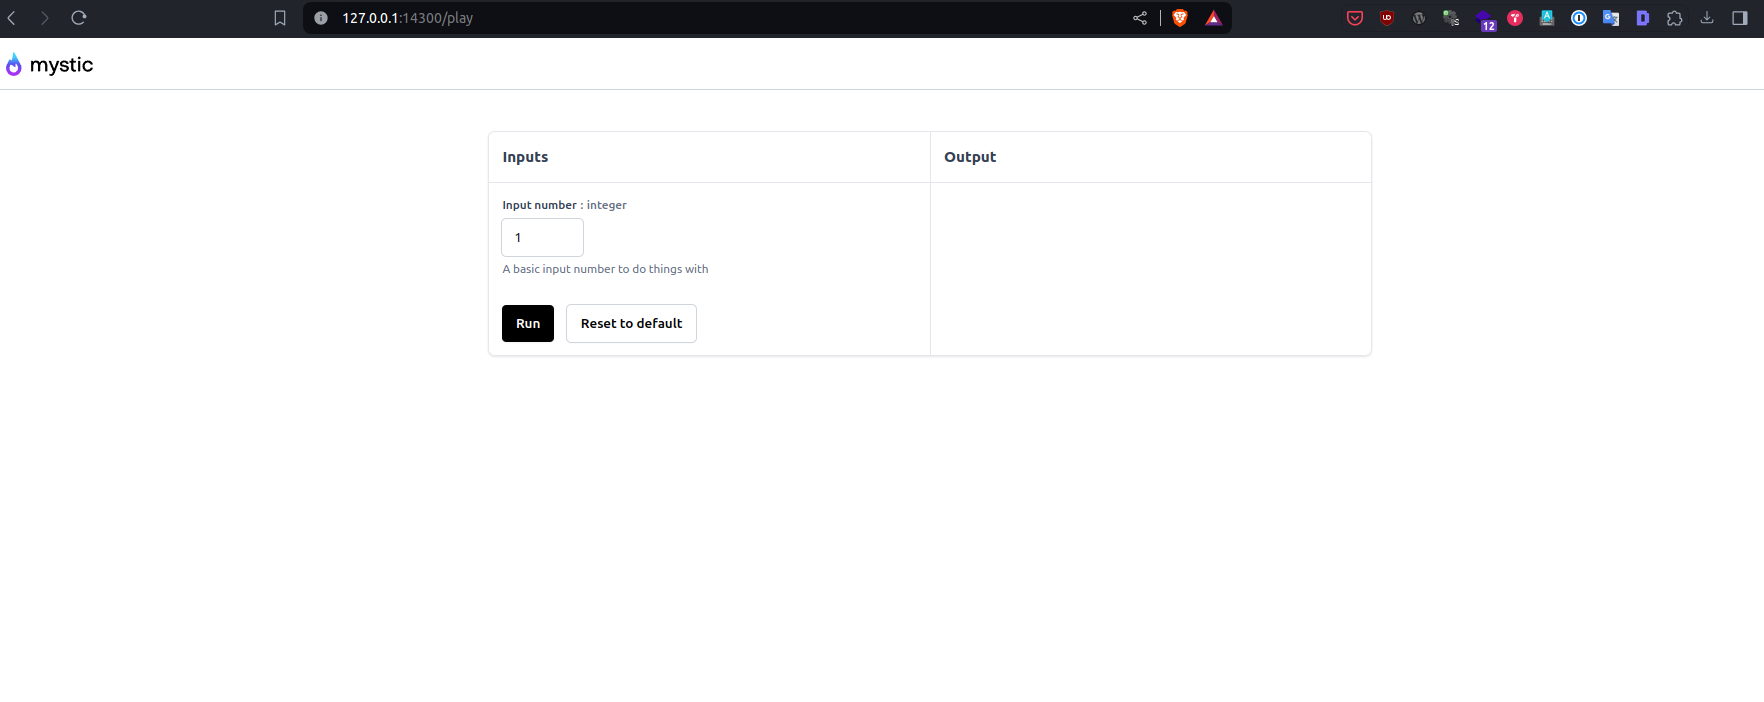 127.0.0.1:14300/play
12
mystic
Inputs
Output
Input number : integer
1
A basic input number to do things with
Run
Reset to default